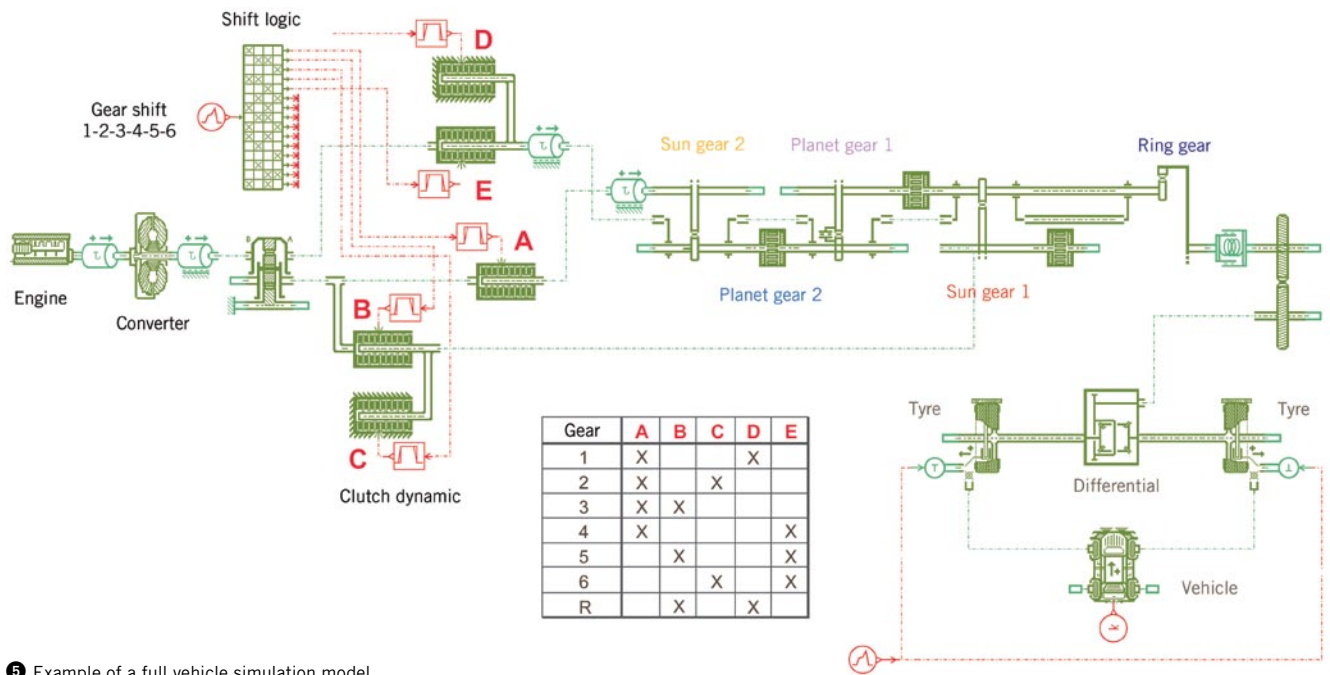 Shift logic
D
Gear shift
1-2-3-4-5-6
E
Sun gear 2
Planet gear 1
Ring gear
A
Engine
Converter
B
Planet gear 2
Sun gear 1
C
Clutch dynamic
Gear A B C D E
1 X X
2 X X
3 X X
4 X X
5 X X
6 X X
R X X
Tyre
Tyre
Differential
Vehicle
5 Example of a full vehicle simulation model